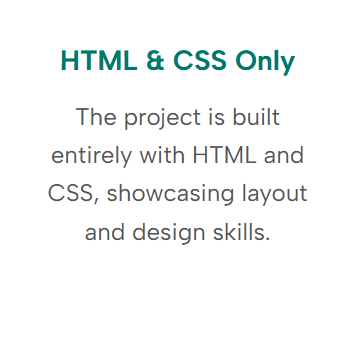 HTML & CSS Only
The project is built
entirely with HTML and
CSS, showcasing layout
and design skills.